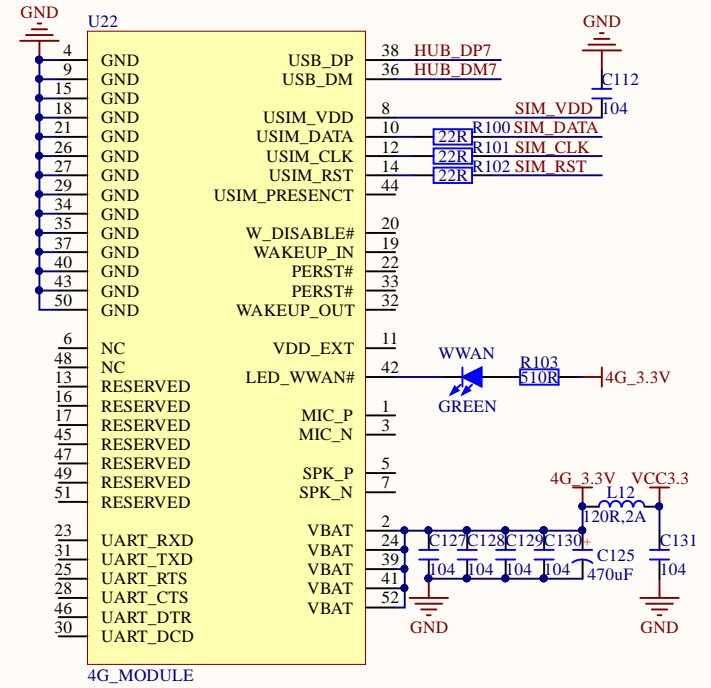 GND
U22
GND
4 GND USB_DP 38 HUB_DP7
9 GND USB_DM 36 HUB_DM7
15 GND
C112
104
18 GND USIM_VDD 8 SIM_VDD
21 GND USIM_DATA 10 22R R100 SIM_DATA
26 GND USIM_CLK 12 22R R101 SIM_CLK
27 GND USIM_RST 14 22R R102 SIM_RST
29 GND USIM_PRESENCT 44
34 GND
35 GND W_DISABLE# 20
37 GND WAKEUP_IN 19
40 GND PERST# 22
43 GND PERST# 33
50 GND WAKEUP_OUT 32
6 NC VDD_EXT 11
48 NC
WWAN
R103
13 RESERVED LED_WWAN# 42 510R 4G_3.3V
GREEN
16 RESERVED
17 RESERVED MIC_P 1
45 RESERVED MIC_N 3
47 RESERVED
49 RESERVED SPK_P 5
51 RESERVED SPK_N 7
4G_3.3V VCC3.3
L12
120R,2A
VBAT 2
23 UART_RXD VBAT 24 C127 C128 C129 C130 + C131
31 UART_TXD VBAT 39 C125
25 UART_RTS VBAT 41 104 104 104 104 470uF 104
28 UART_CTS VBAT 52
46 UART_DTR
30 UART_DCD
GND
GND
4G_MODULE